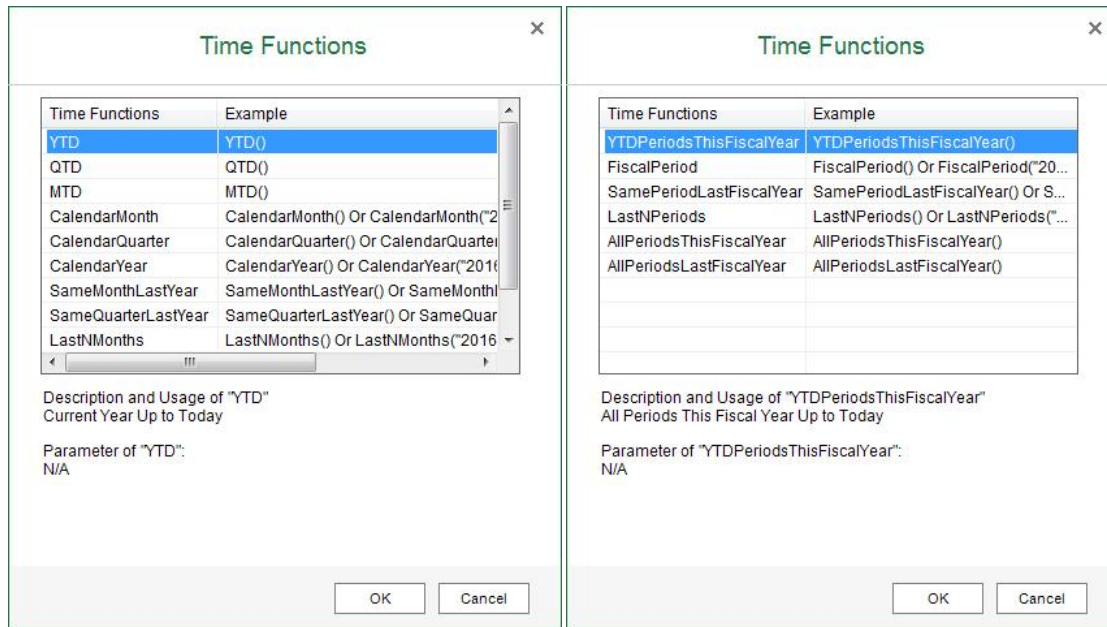 Time Functions
Time Functions Example
YTD YTD()
QTD QTD()
MTD MTD()
CalendarMonth CalendarMonth() Or CalendarMonth("2
CalendarQuarter CalendarQuarter() Or CalendarQuarter
CalendarYear CalendarYear() Or CalendarYear("2016
SameMonthLastYear SameMonthLastYear() Or SameMonthl
SameQuarterLastYear SameQuarterLastYear() Or SameQuar
LastNMonths LastNMonths() Or LastNMonths("2016
Description and Usage of "YTD"
Current Year Up to Today
Parameter of "YTD":
N/A
OK Cancel
Time Functions
Time Functions Example
YTDPeriodsThisFiscalYear YTDPeriodsThisFiscalYear()
FiscalPeriod FiscalPeriod() Or FiscalPeriod("20...
SamePeriodLastFiscalYear SamePeriodLastFiscalYear() Or S...
LastNPeriods LastNPeriods() Or LastNPeriods("...
AllPeriodsThisFiscalYear AllPeriodsThisFiscalYear()
AllPeriodsLastFiscalYear AllPeriodsLastFiscalYear()
Description and Usage of "YTDPeriodsThisFiscalYear"
All Periods This Fiscal Year Up to Today
Parameter of "YTDPeriodsThisFiscalYear":
N/A
OK Cancel